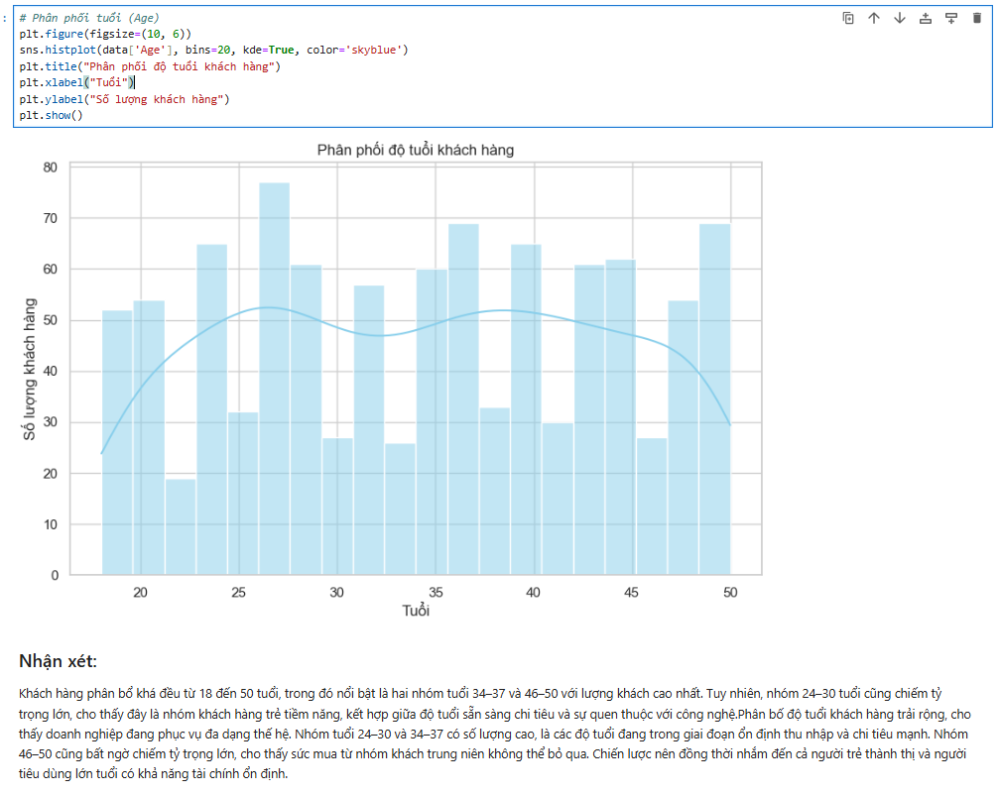 :
# Phân phối tuổi (Age)
plt.figure(figsize=(10, 6))
sns.histplot(data['Age'], bins=20, kde=True, color='skyblue')
plt.title("Phân phối độ tuổi khách hàng")
plt.xlabel("Tuổi")
plt.ylabel("Số lượng khách hàng")
plt.show()
Phân phối độ tuổi khách hàng
80
70
60
50
40
30
20
10
0
Số lượng khách hàng
20 25 30 35 40 45 50
Tuổi
Nhận xét:
Khách hàng phân bổ khá đều từ 18 đến 50 tuổi, trong đó nổi bật là hai nhóm tuổi 34–37 và 46–50 với lượng khách cao nhất. Tuy nhiên, nhóm 24–30 tuổi cũng chiếm tỷ
trọng lớn, cho thấy đây là nhóm khách hàng trẻ tiềm năng, kết hợp giữa độ tuổi sẵn sàng chi tiêu và sự quen thuộc với công nghệ.Phân bố độ tuổi khách hàng trải rộng, cho
thấy doanh nghiệp đang phục vụ đa dạng thế hệ. Nhóm tuổi 24–30 và 34–37 có số lượng cao, là các độ tuổi đang trong giai đoạn ổn định thu nhập và chi tiêu mạnh. Nhóm
46–50 cũng bất ngờ chiếm tỷ trọng lớn, cho thấy sức mua từ nhóm khách trung niên không thể bỏ qua. Chiến lược nên đồng thời nhắm đến cả người trẻ thành thị và người
tiêu dùng lớn tuổi có khả năng tài chính ổn định.